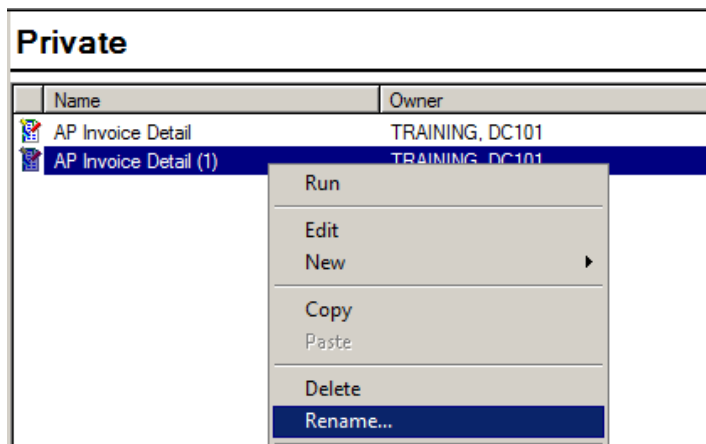 Private
Name Owner
AP Invoice Detail TRAINING, DC101
AP Invoice Detail (1) TRAINING, DC101
Run
Edit
New
Copy
Paste
Delete
Rename...